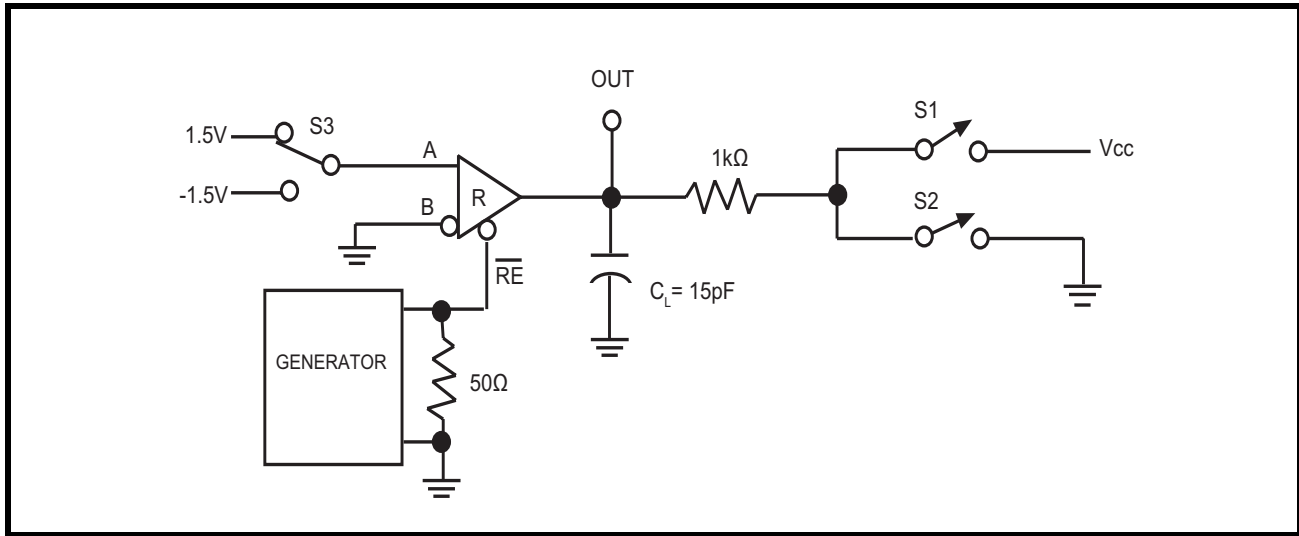 OUT
S1
1.5V
S3
A
1kΩ
Vcc
-1.5V
B
R
S2
RE
C_L= 15pF
GENERATOR
50Ω